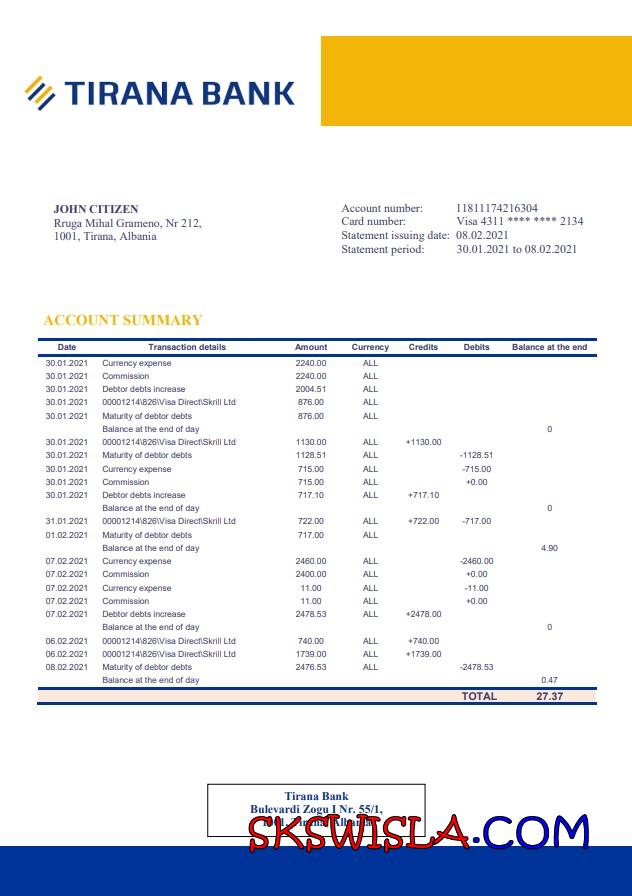 TIRANA BANK
JOHN CITIZEN
Rruga Mihal Grameno, Nr 212,
1001, Tirana, Albania
Account number: 11811174216304
Card number: Visa 4311 **** **** 2134
Statement issuing date: 08.02.2021
Statement period: 30.01.2021 to 08.02.2021
ACCOUNT SUMMARY
Date Transaction details Amount Currency Credits Debits Balance at the end
30.01.2021 Currency expense 2240.00 ALL
30.01.2021 Commission 2240.00 ALL
30.01.2021 Debtor debts increase 2004.51 ALL
30.01.2021 00001214\826\Visa Direct\Skrill Ltd 876.00 ALL
30.01.2021 Maturity of debtor debts 876.00 ALL
Balance at the end of day 0
30.01.2021 00001214\826\Visa Direct\Skrill Ltd 1130.00 ALL +1130.00
30.01.2021 Maturity of debtor debts 1128.51 ALL -1128.51
30.01.2021 Currency expense 715.00 ALL -715.00
30.01.2021 Commission 715.00 ALL +0.00
30.01.2021 Debtor debts increase 717.10 ALL +717.10
Balance at the end of day 0
31.01.2021 00001214\826\Visa Direct\Skrill Ltd 722.00 ALL +722.00 -717.00
01.02.2021 Maturity of debtor debts 717.00 ALL
Balance at the end of day 4.90
07.02.2021 Currency expense 2460.00 ALL -2460.00
07.02.2021 Commission 2400.00 ALL +0.00
07.02.2021 Currency expense 11.00 ALL -11.00
07.02.2021 Commission 11.00 ALL +0.00
07.02.2021 Debtor debts increase 2478.53 ALL +2478.00
Balance at the end of day 0
06.02.2021 00001214\826\Visa Direct\Skrill Ltd 740.00 ALL +740.00
06.02.2021 00001214\826\Visa Direct\Skrill Ltd 1739.00 ALL +1739.00
08.02.2021 Maturity of debtor debts 2476.53 ALL -2478.53
Balance at the end of day 0.47
TOTAL 27.37
Tirana Bank
Bulevardi Zogu I Nr. 55/1,
1001, Tirana, Albania
SKSWISLA.COM